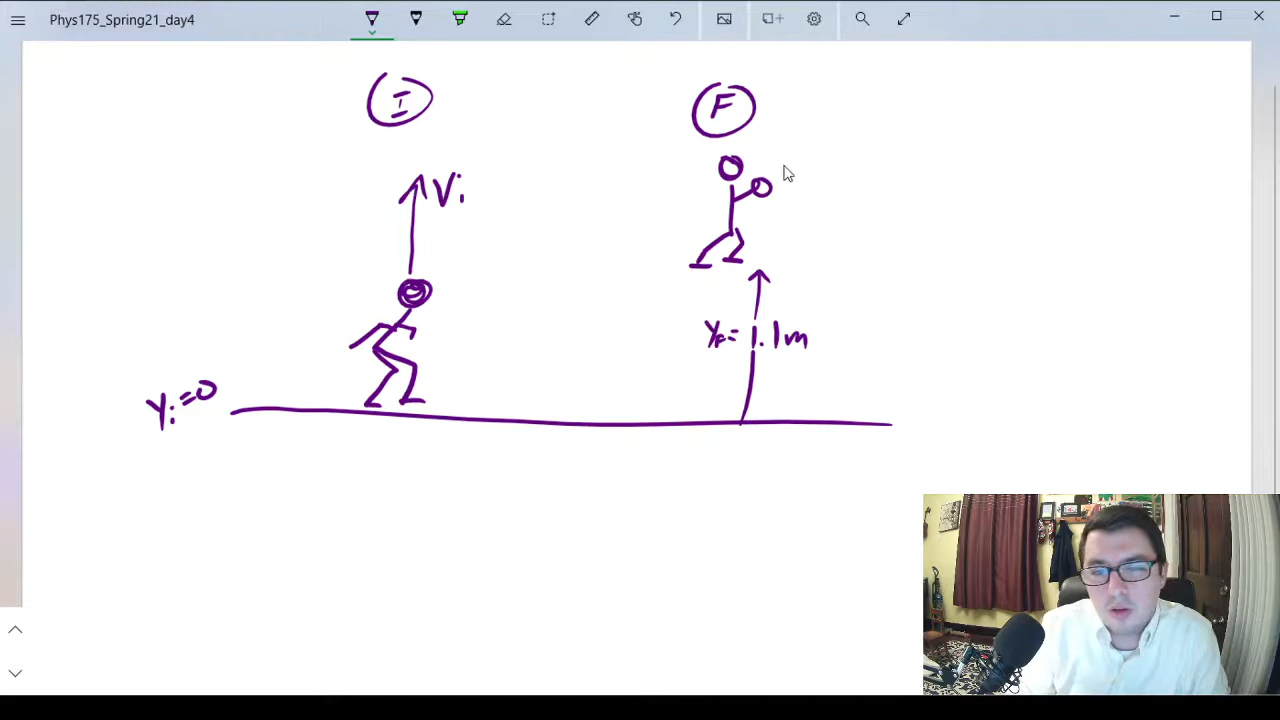 Phys175_Spring21_day4
I
F
Vi
yf= 1.1m
yi=0